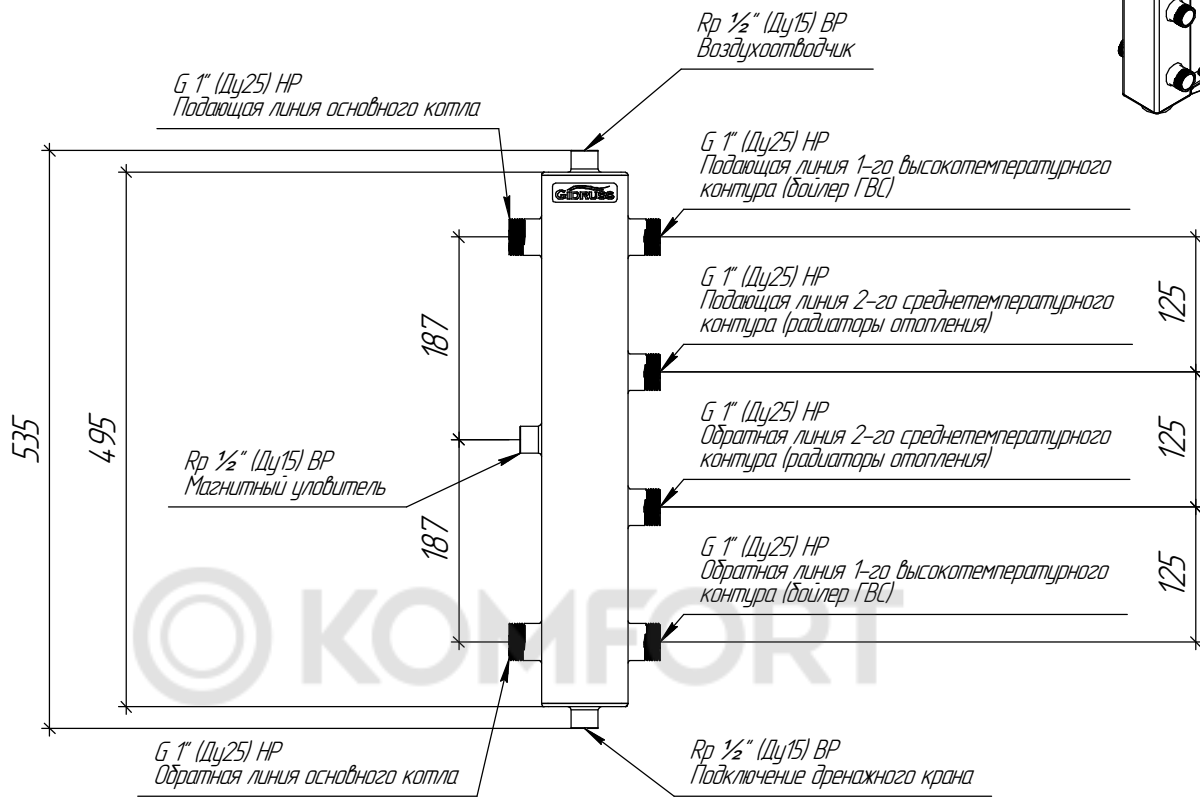 Rp ½" (Ду15) ВР
Воздухоотводчик
G 1" (Ду25) НР
Подающая линия основного котла
G 1" (Ду25) НР
Подающая линия 1-го высокотемпературного
контура (бойлер ГВС)
GIDRUSS
G 1" (Ду25) НР
Подающая линия 2-го среднетемпературного
контура (радиаторы отопления)
125
187
535
495
G 1" (Ду25) НР
Обратная линия 2-го среднетемпературного
контура (радиаторы отопления)
125
Rp ½" (Ду15) ВР
Магнитный уловитель
187
G 1" (Ду25) НР
Обратная линия 1-го высокотемпературного
контура (бойлер ГВС)
125
KOMFORT
G 1" (Ду25) НР
Обратная линия основного котла
Rp ½" (Ду15) ВР
Подключение дренажного крана